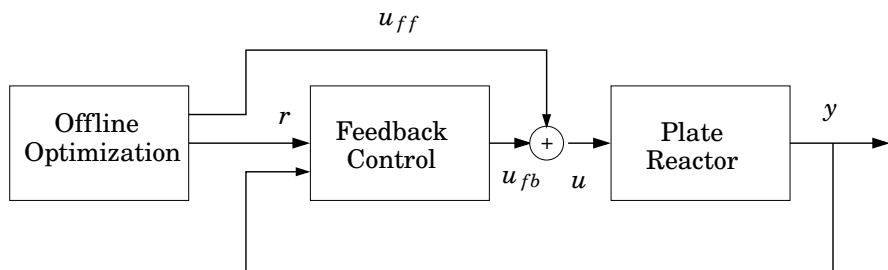 u_ff
Offline
Optimization
r
Feedback
Control
+
u_fb
u
Plate
Reactor
y